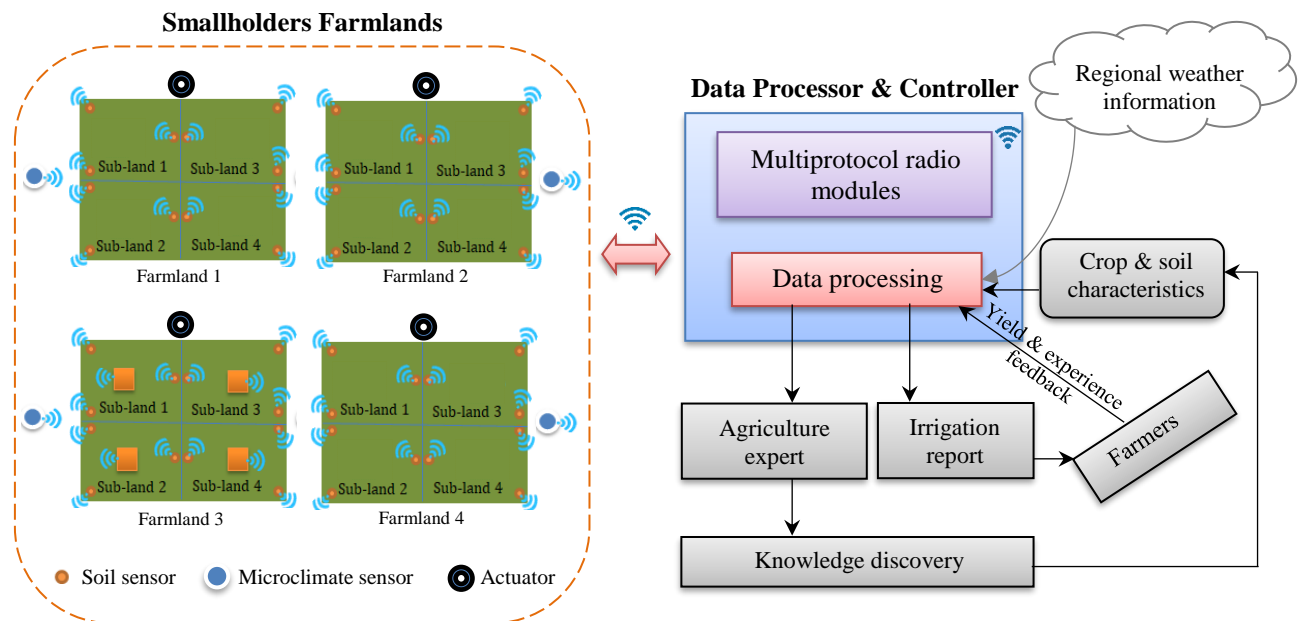 Smallholders Farmlands
Sub-land 1
Sub-land 3
Sub-land 2
Sub-land 4
Farmland 1
Sub-land 1
Sub-land 3
Sub-land 2
Sub-land 4
Farmland 2
Sub-land 1
Sub-land 3
Sub-land 2
Sub-land 4
Farmland 3
Sub-land 1
Sub-land 3
Sub-land 2
Sub-land 4
Farmland 4
Soil sensor
Microclimate sensor
Actuator
Data Processor & Controller
Multiprotocol radio
modules
Data processing
Regional weather
information
Crop & soil
characteristics
Yield & experience
feedback
Agriculture
expert
Irrigation
report
Farmers
Knowledge discovery